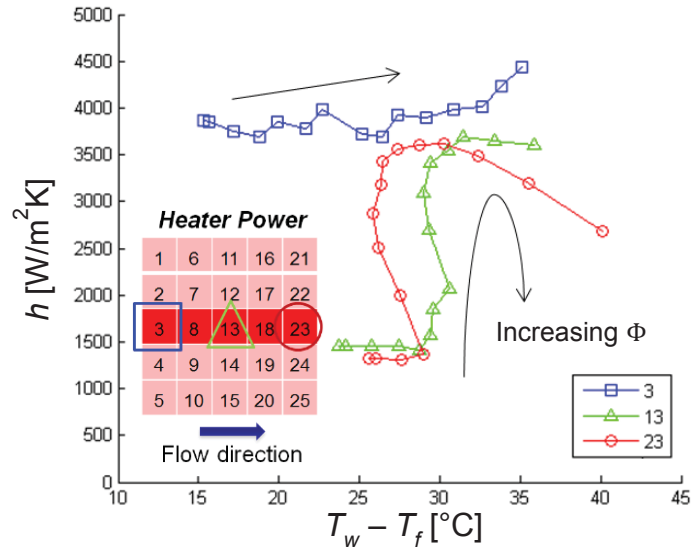 5000
4500
4000
3500
3000
2500
2000
1500
1000
500
0
h [W/m²K]
Heater Power
1 6 11 16 21
2 7 12 17 22
3 8 13 18 23
4 9 14 19 24
5 10 15 20 25
Flow direction
Increasing Φ
3
13
23
10 15 20 25 30 35 40 45
T_w – T_f [°C]